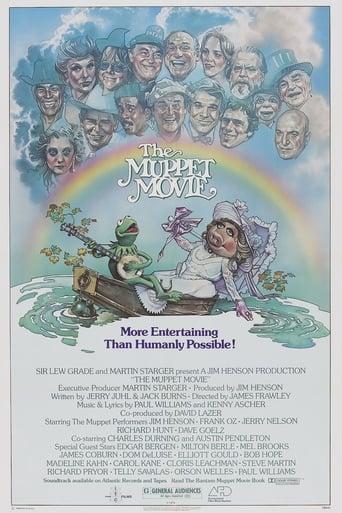 The
MUPPET
MOVIE
More Entertaining
Than Humanly Possible!
SIR LEW GRADE and MARTIN STARGER present A JIM HENSON PRODUCTION
"THE MUPPET MOVIE"
Executive Producer MARTIN STARGER · Produced by JIM HENSON
Written by JERRY JUHL & JACK BURNS · Directed by JAMES FRAWLEY
Music & Lyrics by PAUL WILLIAMS and KENNY ASCHER
Co-produced by DAVID LAZER
Starring The Muppet Performers JIM HENSON · FRANK OZ · JERRY NELSON
RICHARD HUNT · DAVE GOELZ
Co-starring CHARLES DURNING and AUSTIN PENDLETON
Special Guest Stars EDGAR BERGEN · MILTON BERLE · MEL BROOKS
JAMES COBURN · DOM DeLUISE · ELLIOTT GOULD · BOB HOPE
MADELINE KAHN · CAROL KANE · CLORIS LEACHMAN · STEVE MARTIN
RICHARD PRYOR · TELLY SAVALAS · ORSON WELLES · PAUL WILLIAMS
Soundtrack available on Atlantic Records and Tapes Read The Bantam Muppet Movie Book
ITC FILMS
G GENERAL AUDIENCES
AFD